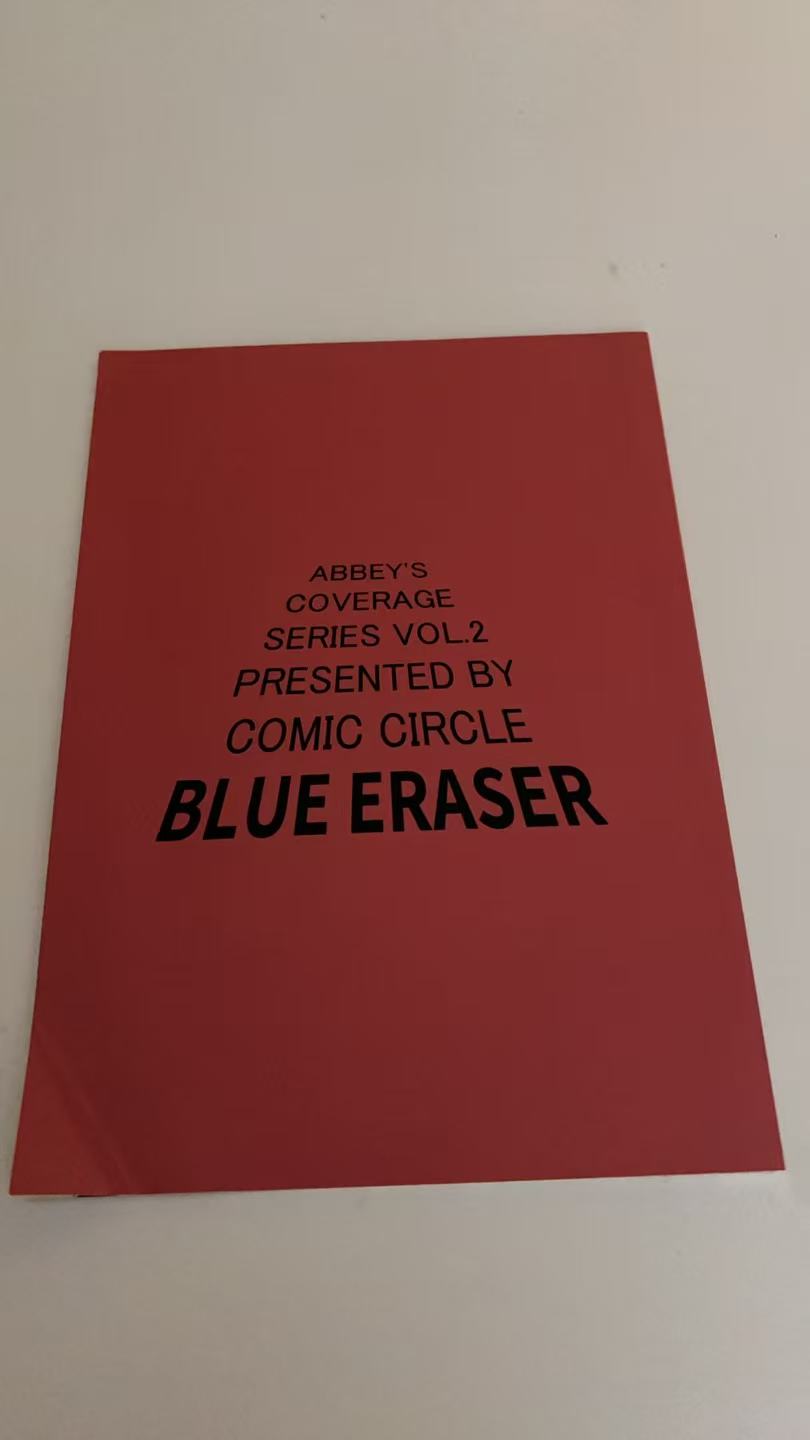 ABBEY'S
COVERAGE
SERIES VOL.2
PRESENTED BY
COMIC CIRCLE
BLUE ERASER